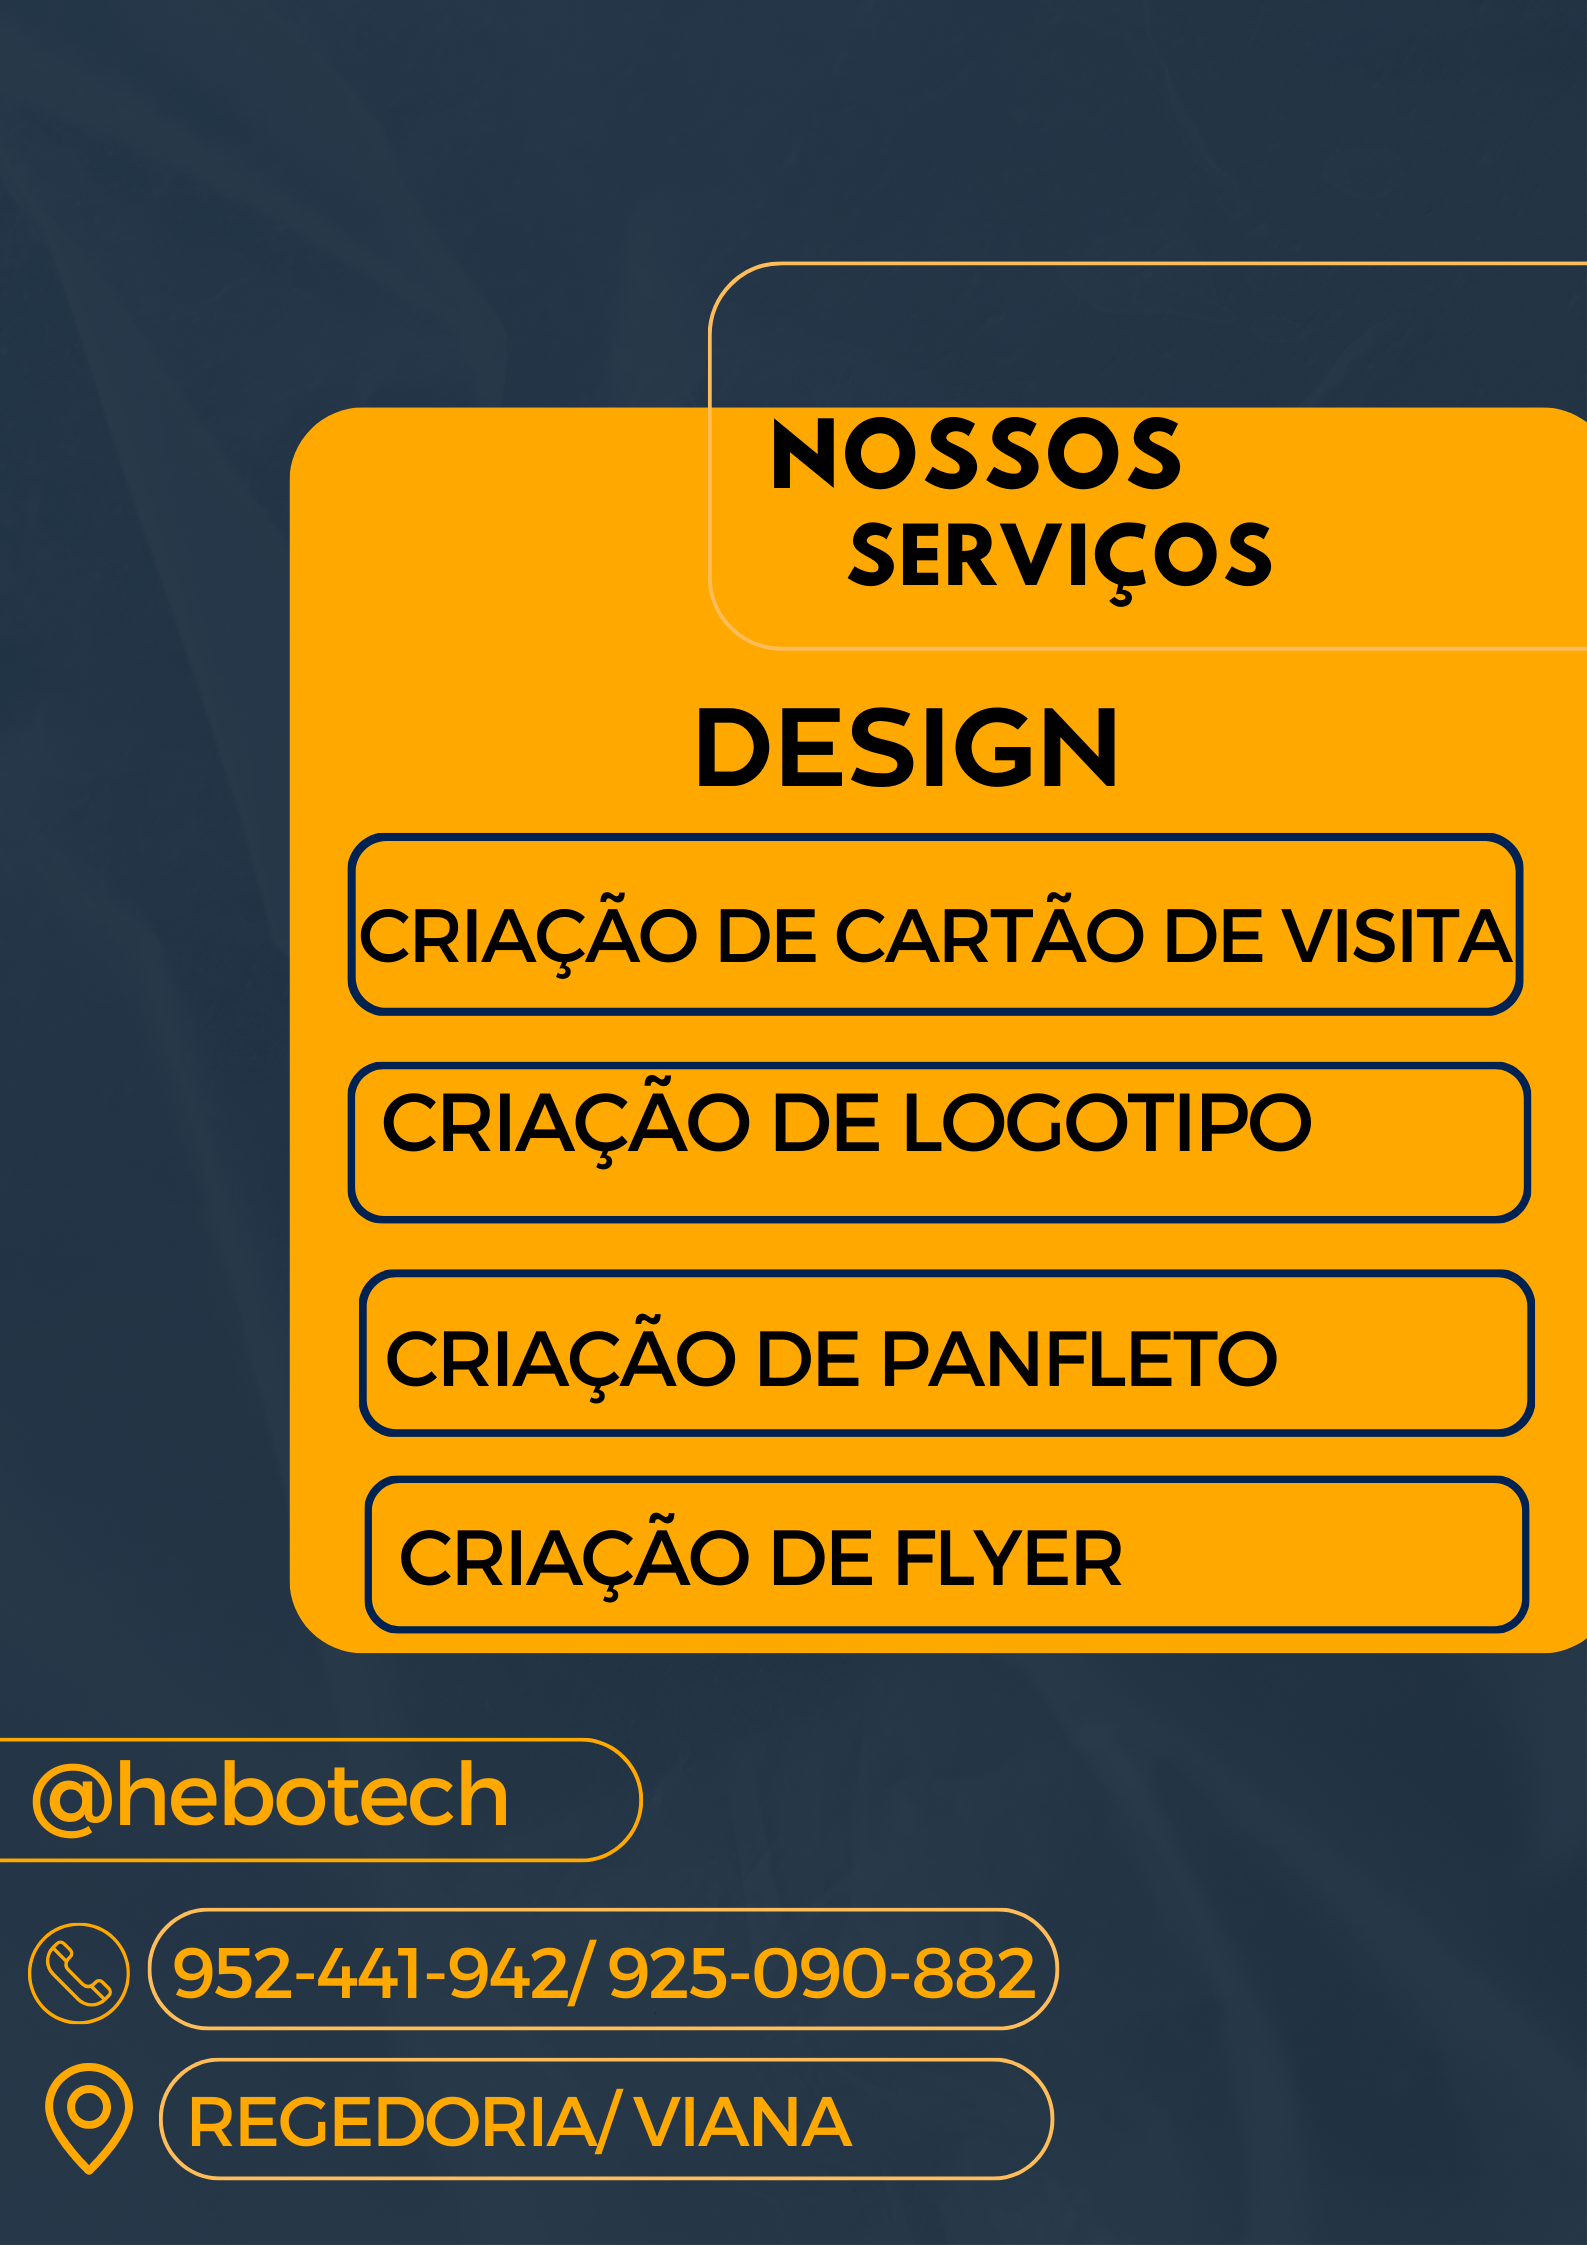 NOSSOS
SERVIÇOS
DESIGN
CRIAÇÃO DE CARTÃO DE VISITA
CRIAÇÃO DE LOGOTIPO
CRIAÇÃO DE PANFLETO
CRIAÇÃO DE FLYER
@hebotech
952-441-942/ 925-090-882
REGEDORIA/ VIANA